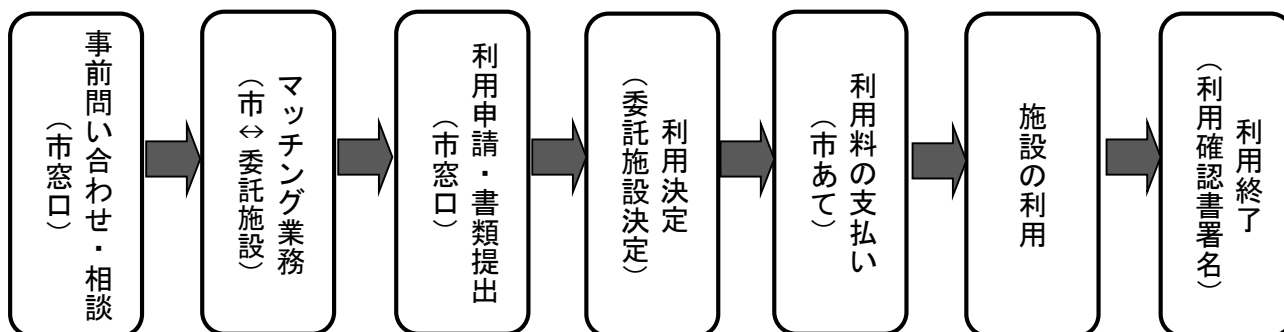 事前問い合わせ・相談
（市窓口）
マッチング業務
（市↔委託施設）
利用申請・書類提出
（市窓口）
利用決定
（委託施設決定）
利用料の支払い
（市あて）
施設の利用
利用終了
（利用確認書署名）